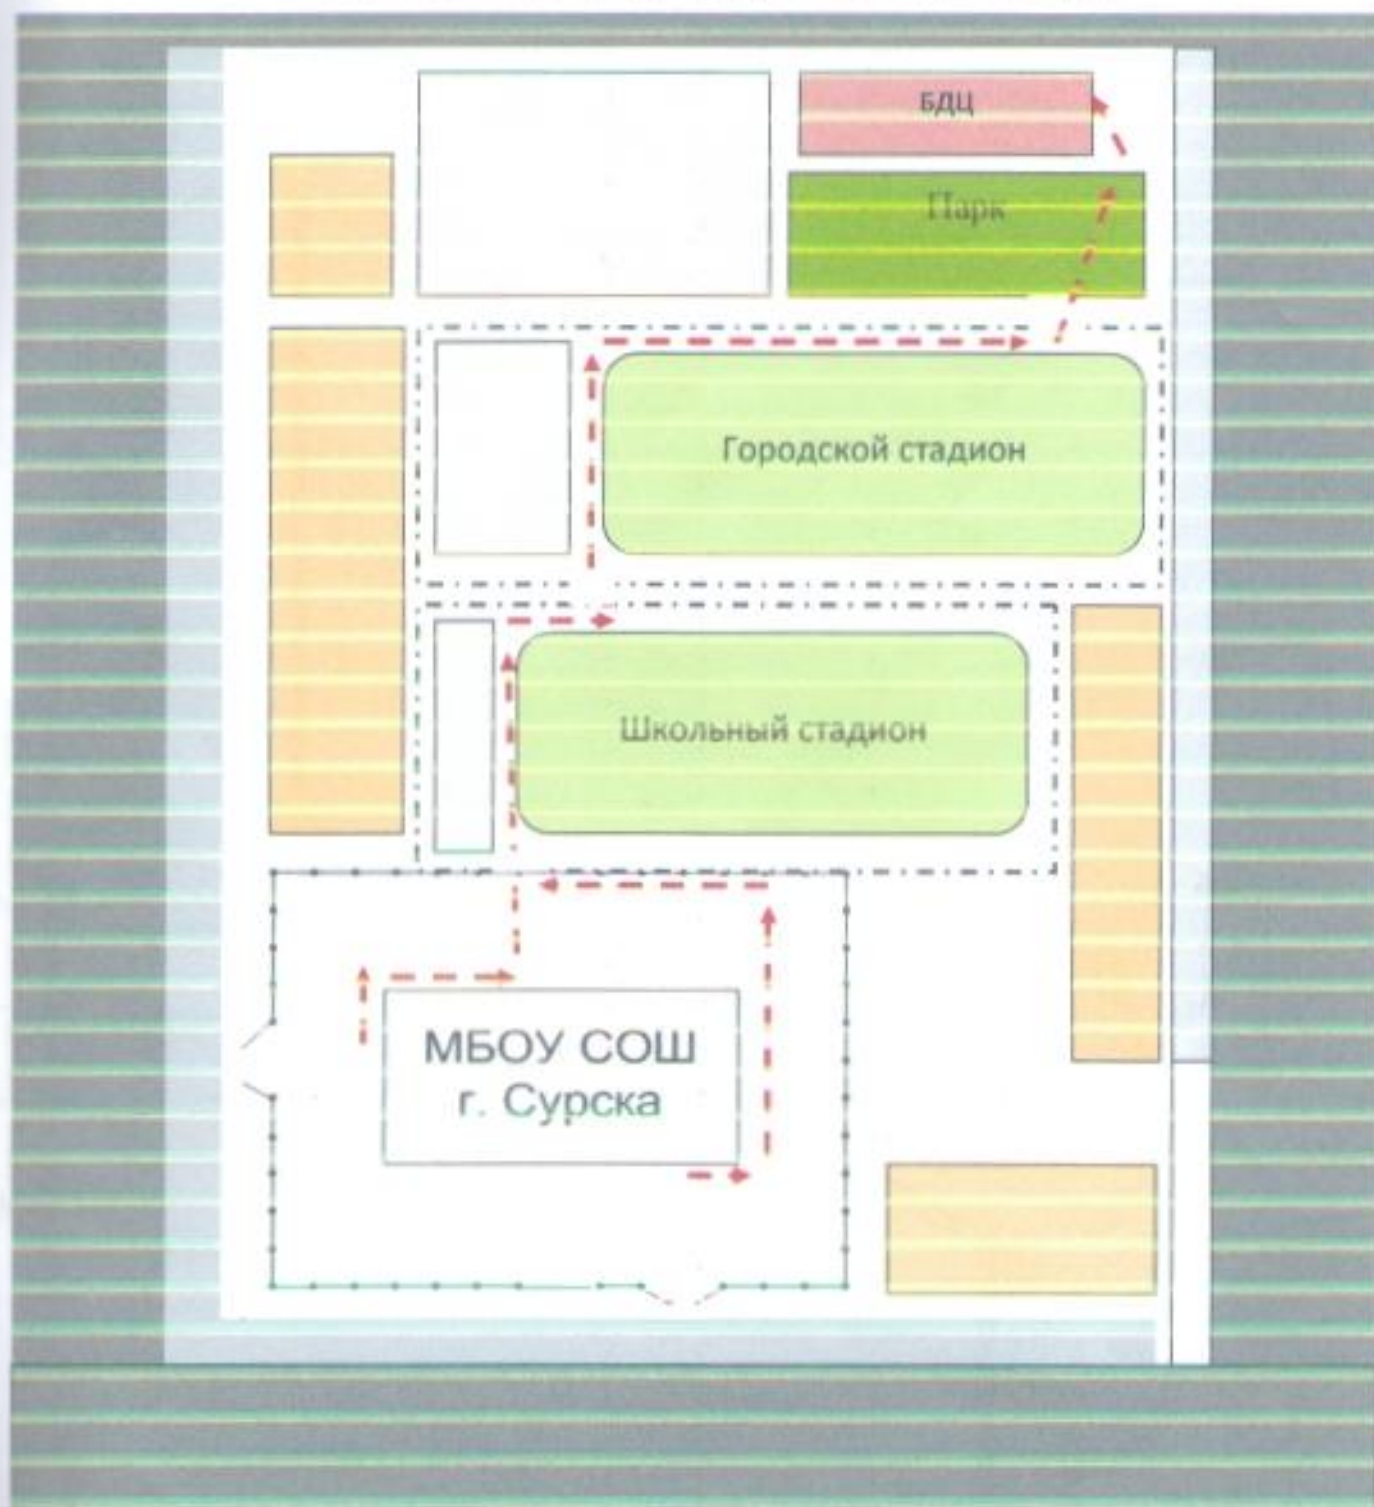 БДЦ
Парк
Городской стадион
Школьный стадион
МБОУ СОШ
г. Сурска